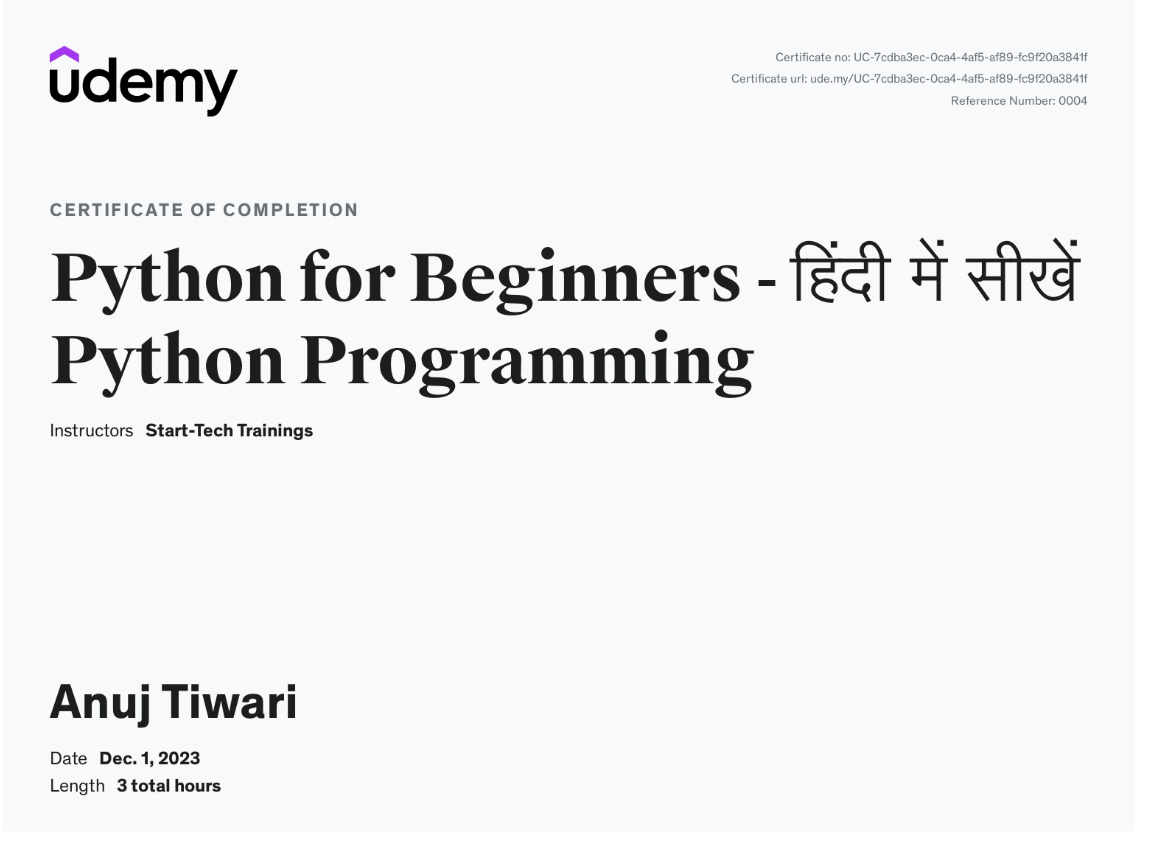 udemy
Certificate no: UC-7cdba3ec-0ca4-4af5-af89-fc9f20a3841f
Certificate url: ude.my/UC-7cdba3ec-0ca4-4af5-af89-fc9f20a3841f
Reference Number: 0004
CERTIFICATE OF COMPLETION
Python for Beginners - हिंदी में सीखें
Python Programming
Instructors Start-Tech Trainings
Anuj Tiwari
Date Dec. 1, 2023
Length 3 total hours